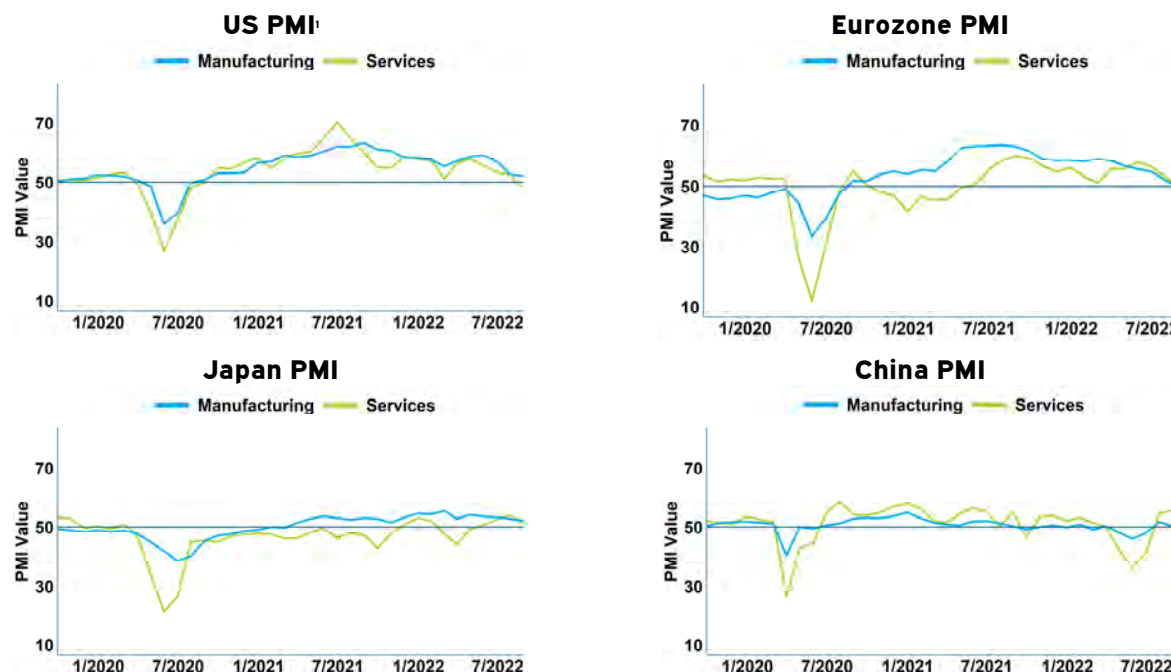 US PMI¹
Manufacturing Services
PMI Value
70
50
30
10
1/2020 7/2020 1/2021 7/2021 1/2022 7/2022
Eurozone PMI
Manufacturing Services
PMI Value
70
50
30
10
1/2020 7/2020 1/2021 7/2021 1/2022 7/2022
Japan PMI
Manufacturing Services
PMI Value
70
50
30
10
1/2020 7/2020 1/2021 7/2021 1/2022 7/2022
China PMI
Manufacturing Services
PMI Value
70
50
30
10
1/2020 7/2020 1/2021 7/2021 1/2022 7/2022